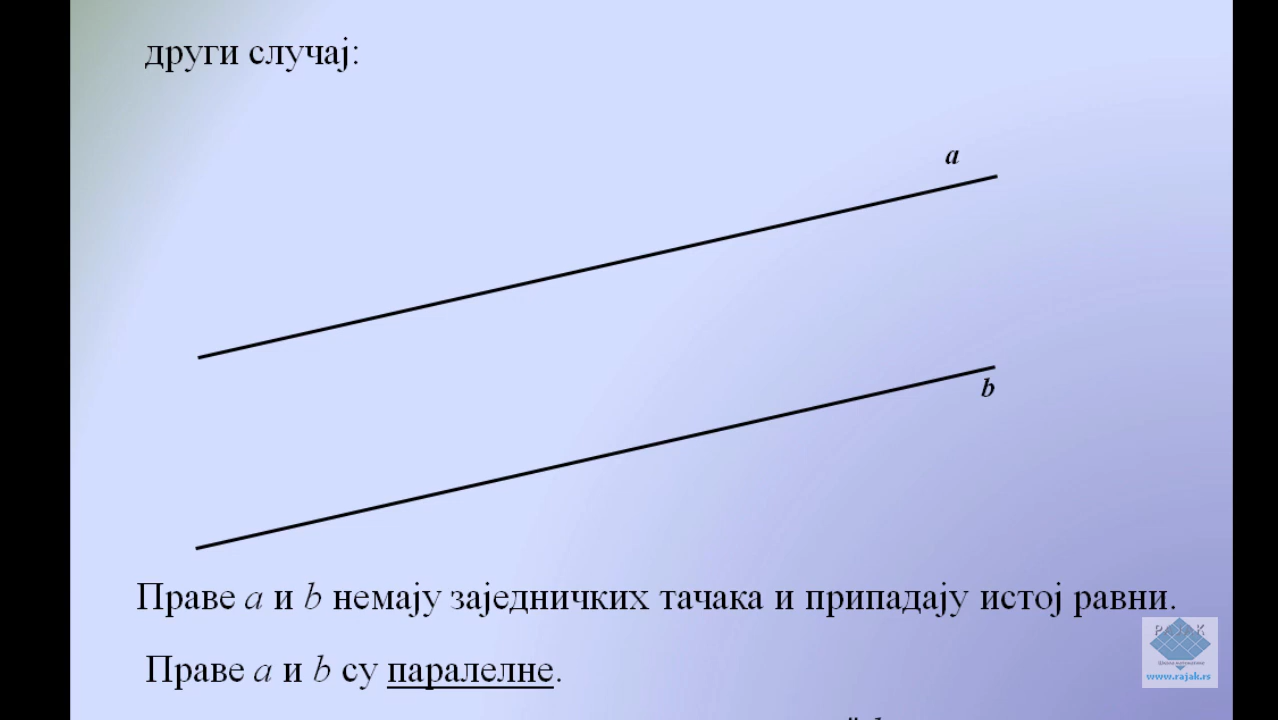 други случај:
a
b
Праве a и b немају заједничких тачака и припадају истој равни.
Праве a и b су паралелне.
www.rajak.rs